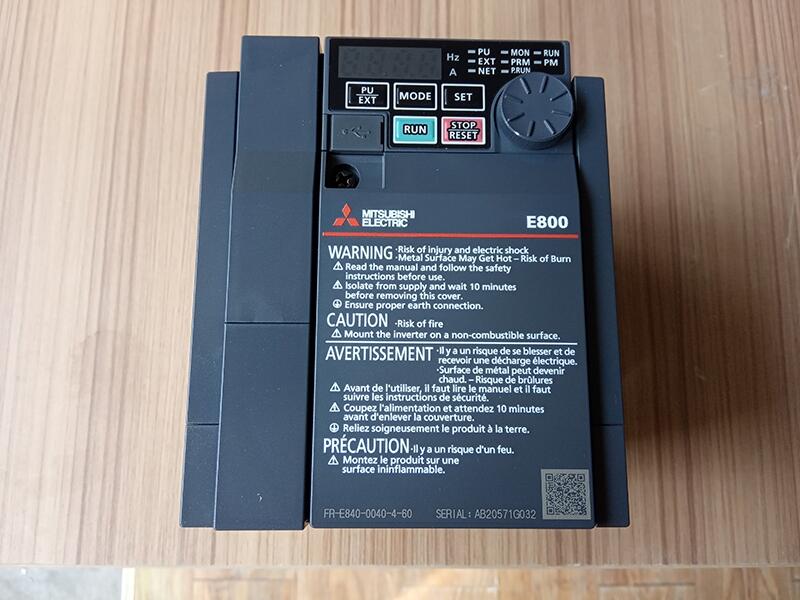 Hz
A
PU MON RUN
EXT PRM PM
NET P.RUN
PU
EXT
MODE
SET
RUN
STOP
RESET
MITSUBISHI
ELECTRIC
E800
WARNING ·Risk of injury and electric shock
·Metal Surface May Get Hot – Risk of Burn
Read the manual and follow the safety
instructions before use.
Isolate from supply and wait 10 minutes
before removing this cover.
Ensure proper earth connection.
CAUTION ·Risk of fire
Mount the inverter on a non-combustible surface.
AVERTISSEMENT ·Il y a un risque de se blesser et de
recevoir une décharge électrique.
·Surface de métal peut devenir
chaud. – Risque de brûlures
Avant de l'utiliser, il faut lire le manuel et il faut
suivre les instructions de sécurité.
Coupez l'alimentation et attendez 10 minutes
avant d'enlever la couverture.
Reliez soigneusement le produit à la terre.
PRÉCAUTION ·Il y a un risque d'un feu.
Montez le produit sur une
surface ininflammable.
FR-E840-0040-4-60 SERIAL: AB20571G032